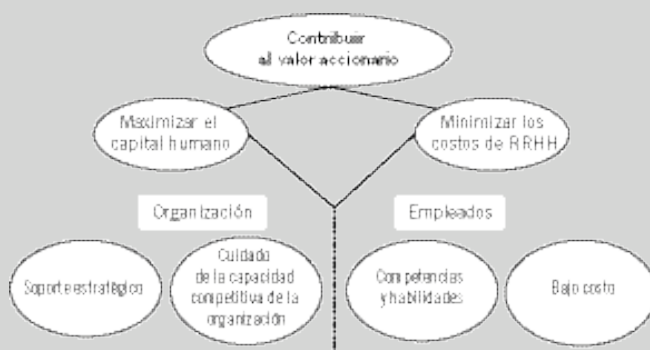 Contribuir
al valor accionario
Maximizar el
capital humano
Minimizar los
costos de RRHH
Organización
Empleados
Soporte estratégico
Cuidado
de la capacidad
competitiva de la
organización
Competencias
y habilidades
Bajo costo